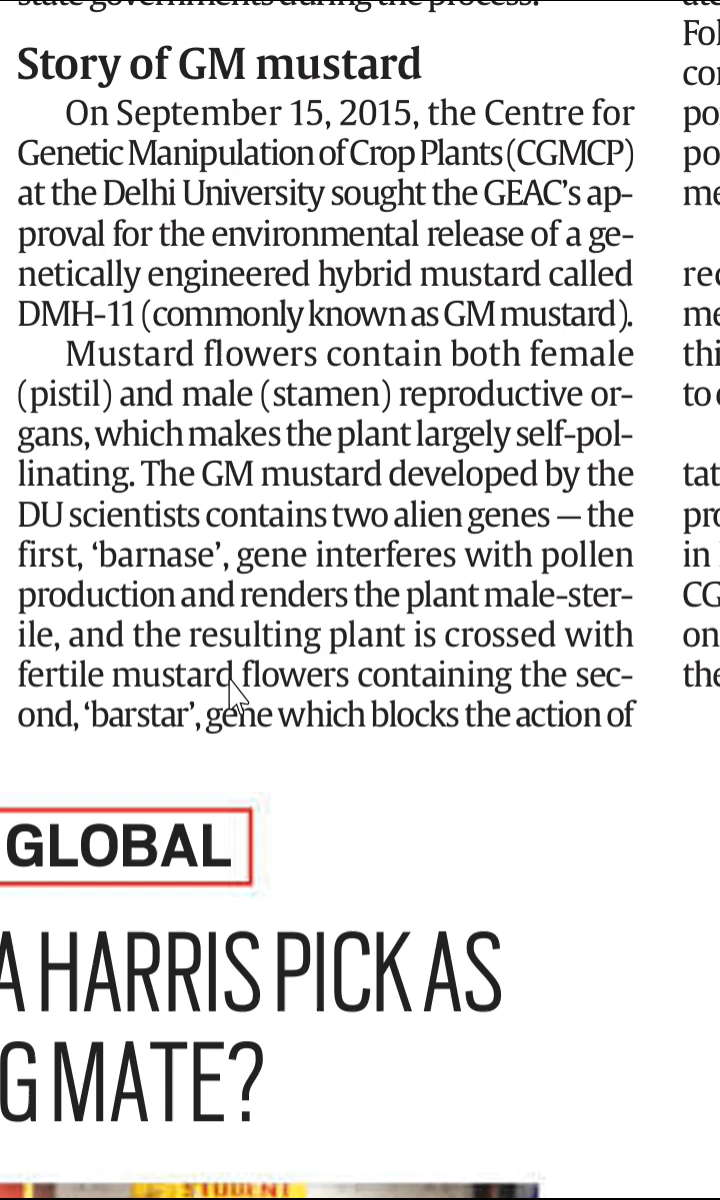 state governments during the process.
Story of GM mustard
On September 15, 2015, the Centre for
Genetic Manipulation of Crop Plants (CGMCP)
at the Delhi University sought the GEAC's ap-
proval for the environmental release of a ge-
netically engineered hybrid mustard called
DMH-11 (commonly known as GM mustard).
Mustard flowers contain both female
(pistil) and male (stamen) reproductive or-
gans, which makes the plant largely self-pol-
linating. The GM mustard developed by the
DU scientists contains two alien genes — the
first, 'barnase', gene interferes with pollen
production and renders the plant male-ster-
ile, and the resulting plant is crossed with
fertile mustard flowers containing the sec-
ond, 'barstar', gene which blocks the action of
GLOBAL
A HARRIS PICK AS
G MATE?
STUDENT